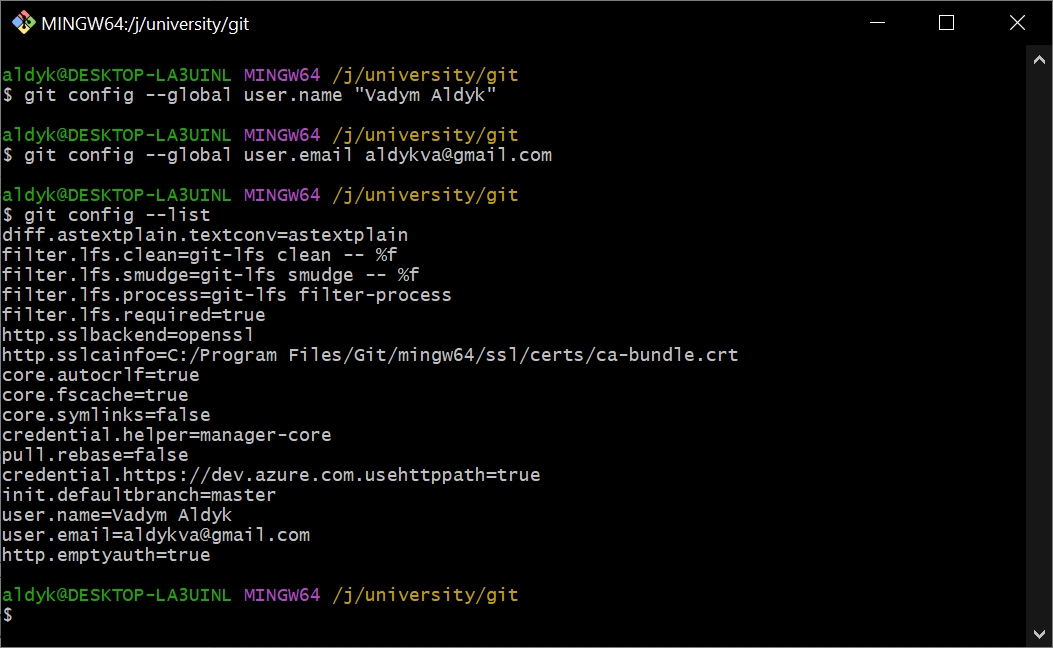 MINGW64:/j/university/git
aldyk@DESKTOP-LA3UINL MINGW64 /j/university/git
$ git config --global user.name "Vadym Aldyk"
aldyk@DESKTOP-LA3UINL MINGW64 /j/university/git
$ git config --global user.email aldykva@gmail.com
aldyk@DESKTOP-LA3UINL MINGW64 /j/university/git
$ git config --list
diff.astextplain.textconv=astextplain
filter.lfs.clean=git-lfs clean -- %f
filter.lfs.smudge=git-lfs smudge -- %f
filter.lfs.process=git-lfs filter-process
filter.lfs.required=true
http.sslbackend=openssl
http.sslcainfo=C:/Program Files/Git/mingw64/ssl/certs/ca-bundle.crt
core.autocrlf=true
core.fscache=true
core.symlinks=false
credential.helper=manager-core
pull.rebase=false
credential.https://dev.azure.com.usehttppath=true
init.defaultbranch=master
user.name=Vadym Aldyk
user.email=aldykva@gmail.com
http.emptyauth=true
aldyk@DESKTOP-LA3UINL MINGW64 /j/university/git
$